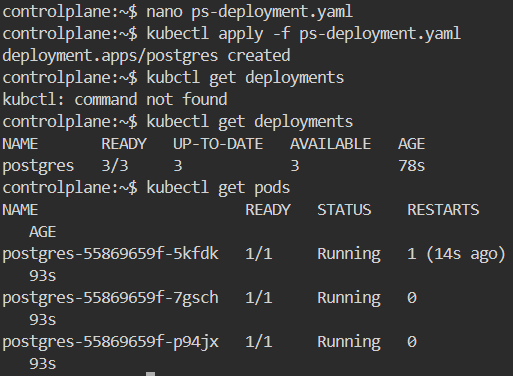 controlplane:~$ nano ps-deployment.yaml
controlplane:~$ kubectl apply -f ps-deployment.yaml
deployment.apps/postgres created
controlplane:~$ kubctl get deployments
kubctl: command not found
controlplane:~$ kubectl get deployments
NAME       READY   UP-TO-DATE   AVAILABLE   AGE
postgres   3/3     3            3           78s
controlplane:~$ kubectl get pods
NAME                       READY   STATUS    RESTARTS
   AGE
postgres-55869659f-5kfdk   1/1     Running   1 (14s ago)
   93s
postgres-55869659f-7gsch   1/1     Running   0
   93s
postgres-55869659f-p94jx   1/1     Running   0
   93s